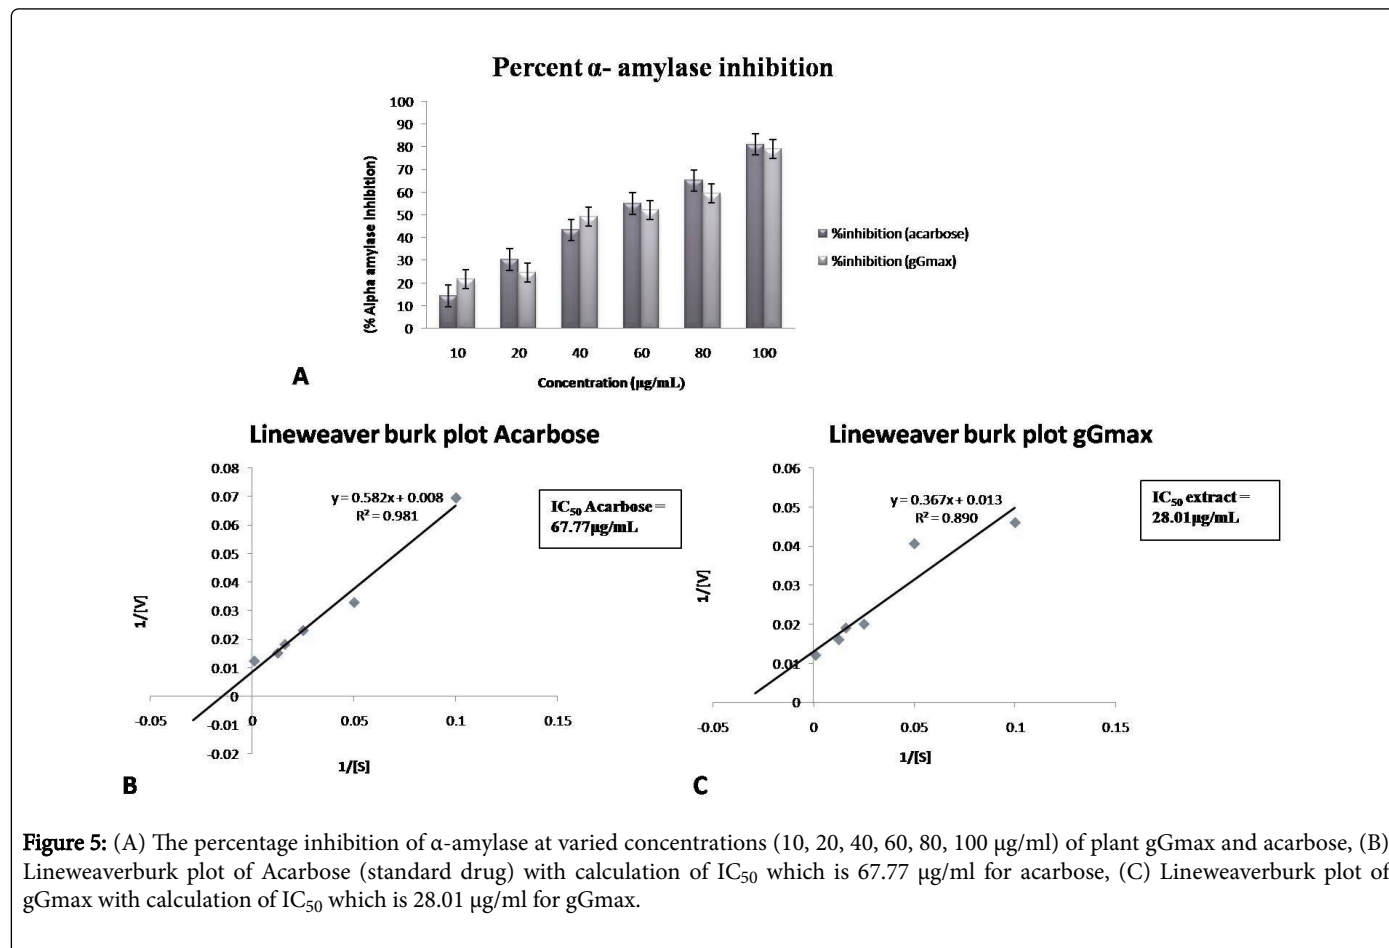 Percent α- amylase inhibition
100
90
80
70
60
50
40
30
20
10
0
(% Alpha amylase inhibition)
10 20 40 60 80 100
Concentration (µg/mL)
%inhibition (acarbose)
%inhibition (gGmax)
A
Lineweaver burk plot Acarbose
0.08
0.07
0.06
0.05
0.04
0.03
0.02
0.01
0
-0.01
-0.02
1/[V]
y = 0.582x + 0.008
R² = 0.981
-0.05 0 0.05 0.1 0.15
1/[S]
IC₅₀ Acarbose =
67.77µg/mL
B
Lineweaver burk plot gGmax
0.06
0.05
0.04
0.03
0.02
0.01
0
1/[V]
y = 0.367x + 0.013
R² = 0.890
-0.05 0 0.05 0.1 0.15
1/[S]
IC₅₀ extract =
28.01µg/mL
C
Figure 5: (A) The percentage inhibition of α-amylase at varied concentrations (10, 20, 40, 60, 80, 100 µg/ml) of plant gGmax and acarbose, (B)
Lineweaverburk plot of Acarbose (standard drug) with calculation of IC₅₀ which is 67.77 µg/ml for acarbose, (C) Lineweaverburk plot of
gGmax with calculation of IC₅₀ which is 28.01 µg/ml for gGmax.